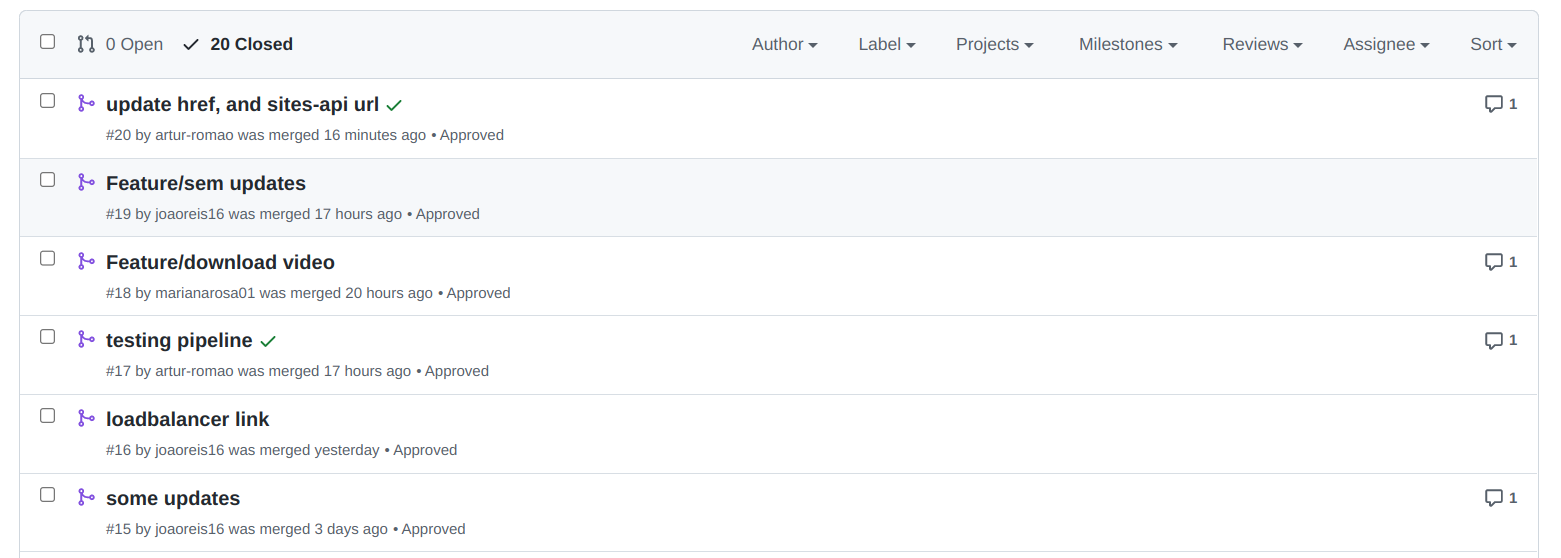 0 Open 20 Closed Author Label Projects Milestones Reviews Assignee Sort
update href, and sites-api url 1
#20 by artur-romao was merged 16 minutes ago • Approved
Feature/sem updates
#19 by joaoreis16 was merged 17 hours ago • Approved
Feature/download video 1
#18 by marianarosa01 was merged 20 hours ago • Approved
testing pipeline 1
#17 by artur-romao was merged 17 hours ago • Approved
loadbalancer link
#16 by joaoreis16 was merged yesterday • Approved
some updates 1
#15 by joaoreis16 was merged 3 days ago • Approved